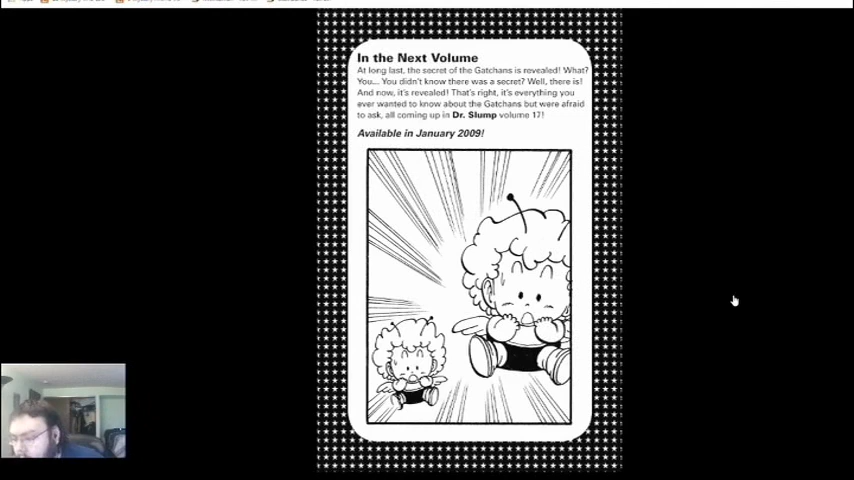 In the Next Volume
At long last, the secret of the Gatchans is revealed! What?
You... You didn't know there was a secret? Well, there is!
And now, it's revealed! That's right, it's everything you
ever wanted to know about the Gatchans but were afraid
to ask, all coming up in Dr. Slump volume 17!
Available in January 2009!